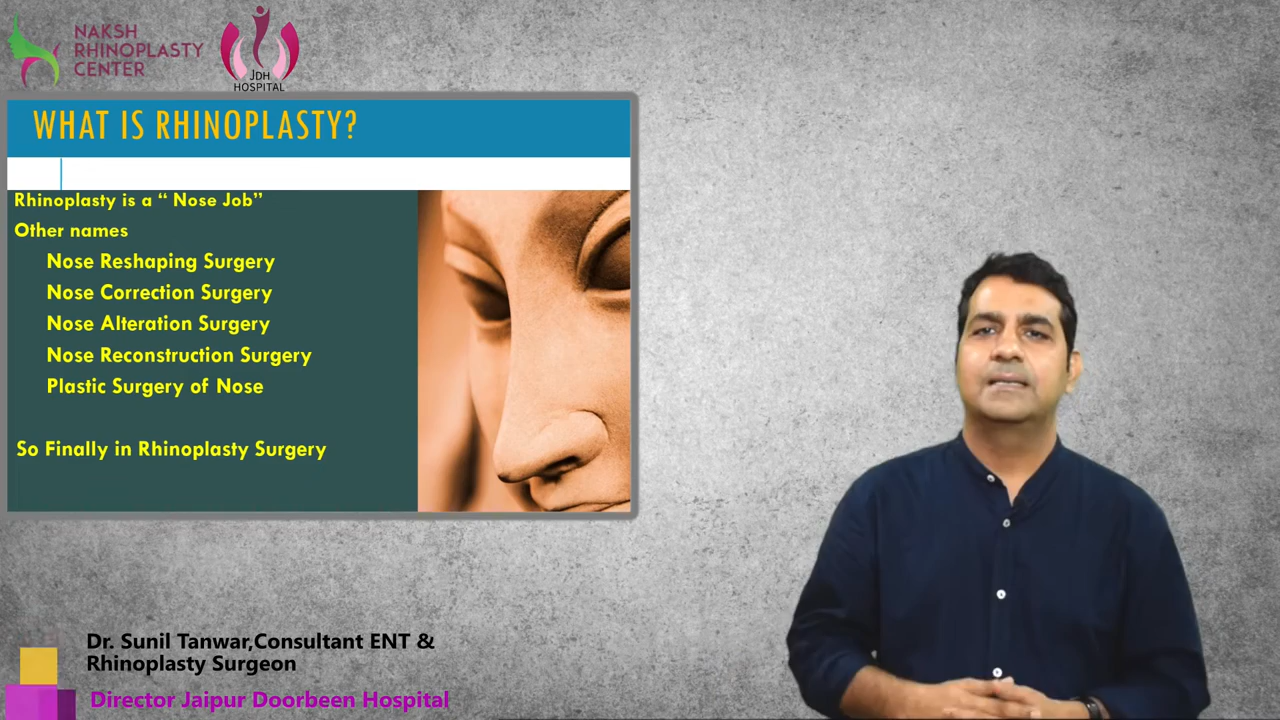 NAKSH
RHINOPLASTY
CENTER
JDH
HOSPITAL
WHAT IS RHINOPLASTY?
Rhinoplasty is a “ Nose Job”
Other names
Nose Reshaping Surgery
Nose Correction Surgery
Nose Alteration Surgery
Nose Reconstruction Surgery
Plastic Surgery of Nose
So Finally in Rhinoplasty Surgery
Dr. Sunil Tanwar,Consultant ENT &
Rhinoplasty Surgeon
Director Jaipur Doorbeen Hospital